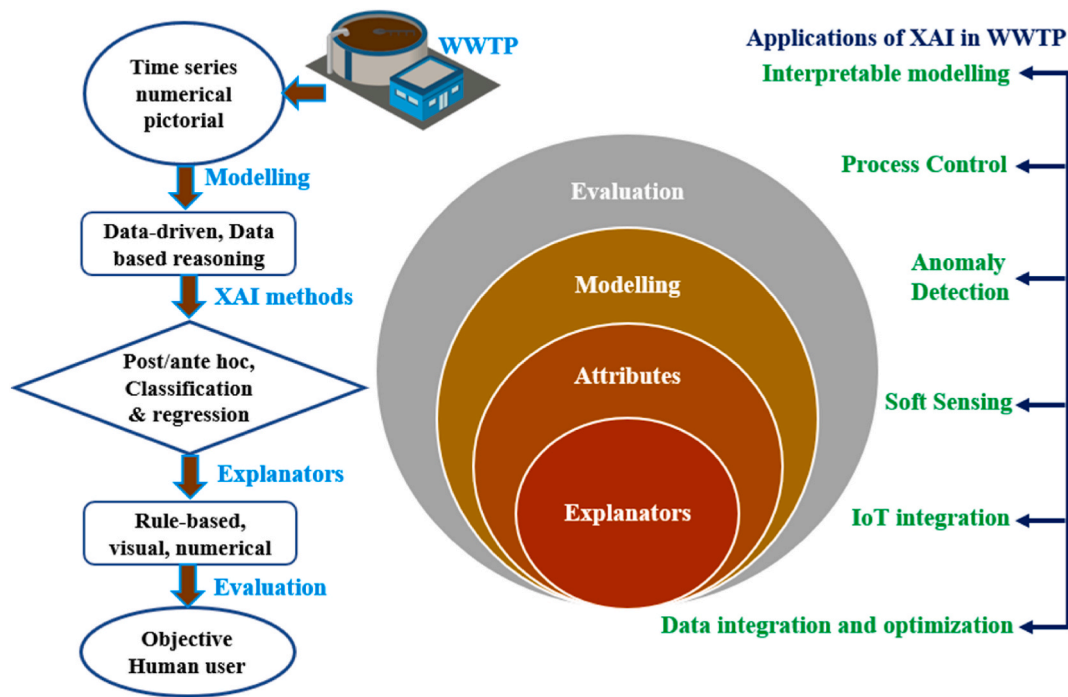 Time series
numerical
pictorial
WWTP
Modelling
Data-driven, Data
based reasoning
XAI methods
Post/ante hoc,
Classification
& regression
Explanators
Rule-based,
visual, numerical
Evaluation
Objective
Human user
Evaluation
Modelling
Attributes
Explanators
Applications of XAI in WWTP
Interpretable modelling
Process Control
Anomaly
Detection
Soft Sensing
IoT integration
Data integration and optimization